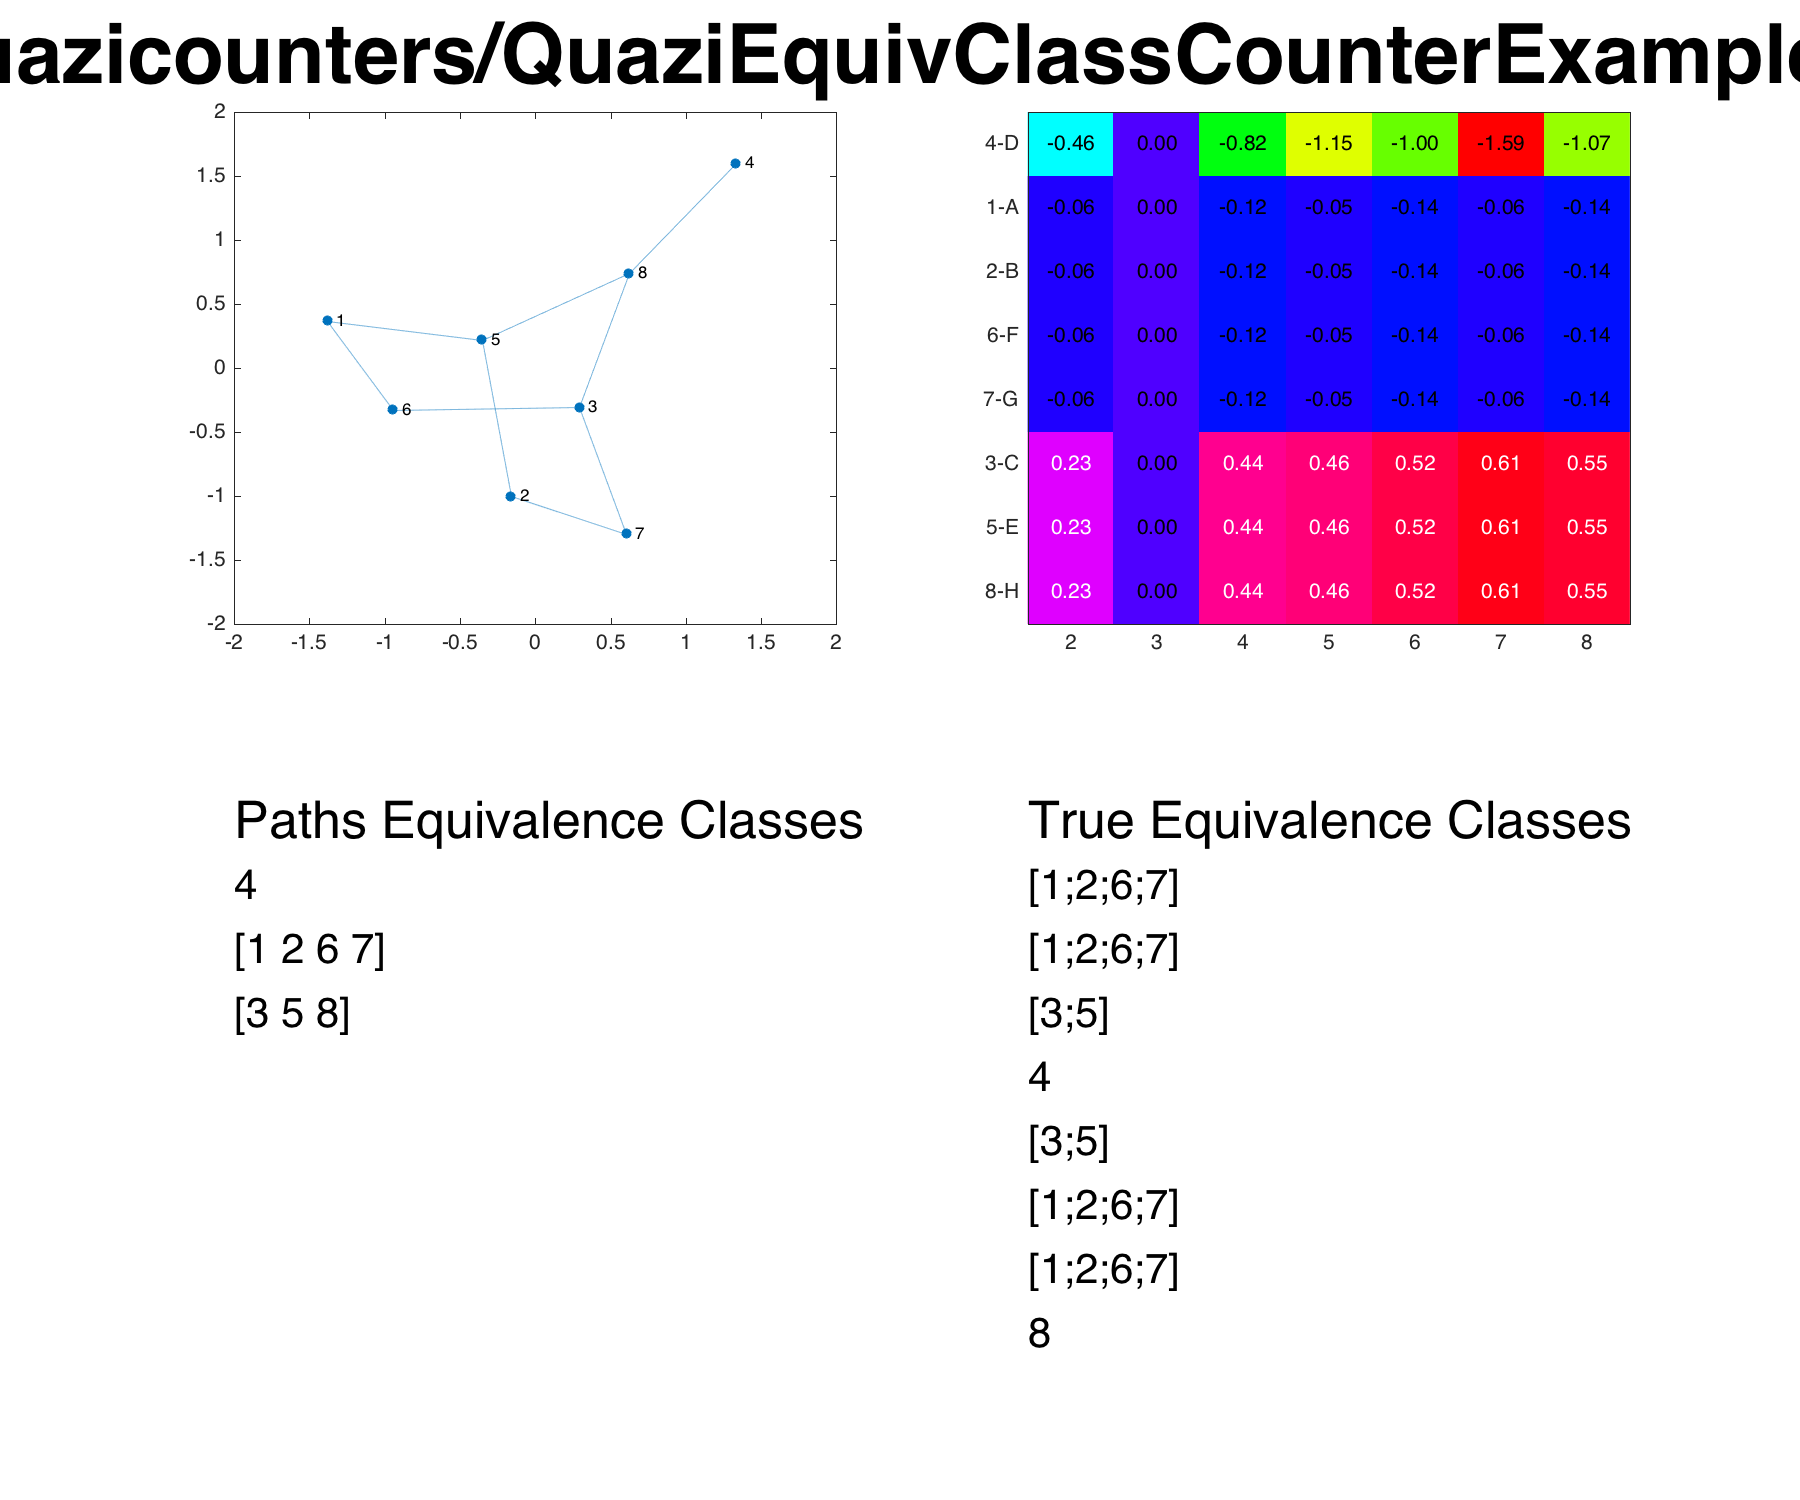 uazicounters/QuaziEquivClassCounterExample
2
1.5
1
0.5
0
-0.5
-1
-1.5
-2
-2 -1.5 -1 -0.5 0 0.5 1 1.5 2
4
8
1
5
6
3
2
7
4-D -0.46 0.00 -0.82 -1.15 -1.00 -1.59 -1.07
1-A -0.06 0.00 -0.12 -0.05 -0.14 -0.06 -0.14
2-B -0.06 0.00 -0.12 -0.05 -0.14 -0.06 -0.14
6-F -0.06 0.00 -0.12 -0.05 -0.14 -0.06 -0.14
7-G -0.06 0.00 -0.12 -0.05 -0.14 -0.06 -0.14
3-C 0.23 0.00 0.44 0.46 0.52 0.61 0.55
5-E 0.23 0.00 0.44 0.46 0.52 0.61 0.55
8-H 0.23 0.00 0.44 0.46 0.52 0.61 0.55
2 3 4 5 6 7 8
Paths Equivalence Classes
4
[1 2 6 7]
[3 5 8]
True Equivalence Classes
[1;2;6;7]
[1;2;6;7]
[3;5]
4
[3;5]
[1;2;6;7]
[1;2;6;7]
8